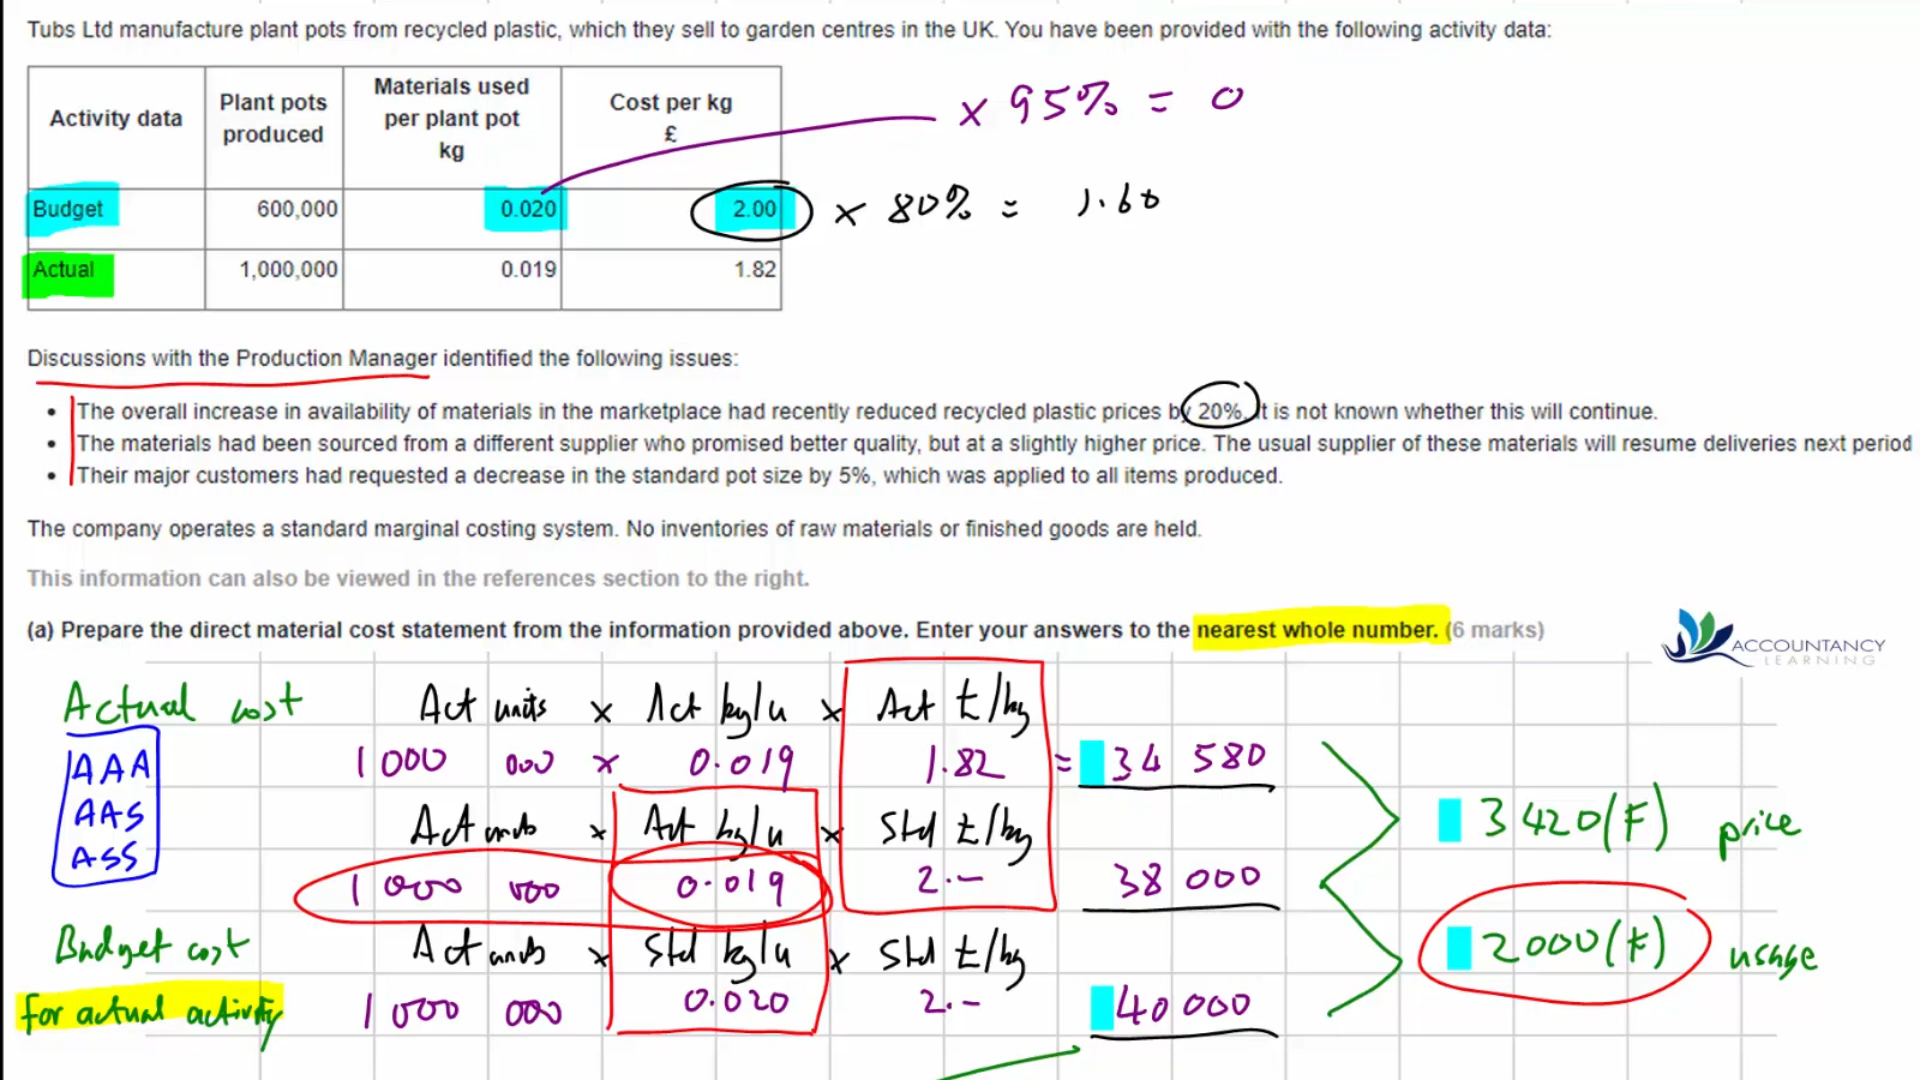 Tubs Ltd manufacture plant pots from recycled plastic, which they sell to garden centres in the UK. You have been provided with the following activity data:
Activity data Plant pots produced Materials used per plant pot kg Cost per kg £
× 95% = 0
Budget 600,000 0.020 2.00 × 80% = 1.60
Actual 1,000,000 0.019 1.82
Discussions with the Production Manager identified the following issues:
• The overall increase in availability of materials in the marketplace had recently reduced recycled plastic prices by 20%. It is not known whether this will continue.
• The materials had been sourced from a different supplier who promised better quality, but at a slightly higher price. The usual supplier of these materials will resume deliveries next period
• Their major customers had requested a decrease in the standard pot size by 5%, which was applied to all items produced.
The company operates a standard marginal costing system. No inventories of raw materials or finished goods are held.
This information can also be viewed in the references section to the right.
(a) Prepare the direct material cost statement from the information provided above. Enter your answers to the nearest whole number. (6 marks)
ACCOUNTANCY
LEARNING
Actual cost Act units × Act kg/u × Act £/kg
AAA 1 000 000 × 0.019 1.82 = 34 580
AAS Act units × Act kg/u × Std £/kg 3 420 (F) price
ASS 1 000 000 0.019 2.- 38 000
Budget cost Act units × Std kg/u × Std £/kg 2 000 (F) usage
for actual activity 1 000 000 0.020 2.- 40 000